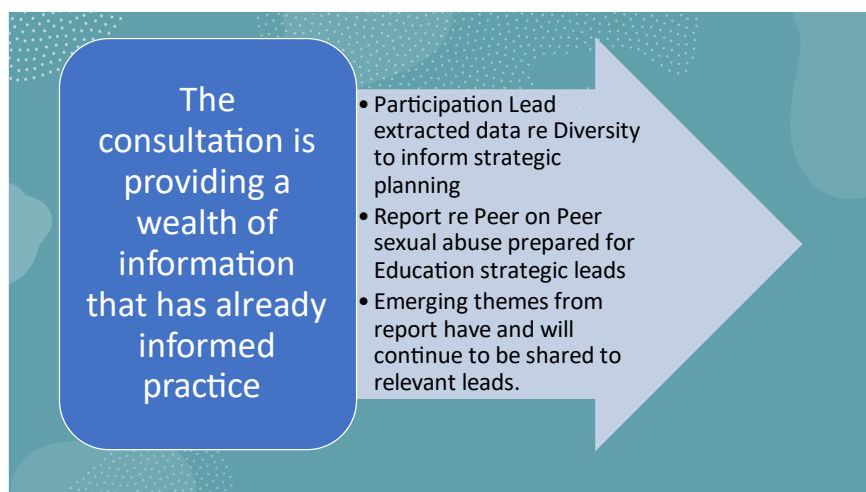 The
consultation is
providing a
wealth of
information
that has already
informed
practice
• Participation Lead
extracted data re Diversity
to inform strategic
planning
• Report re Peer on Peer
sexual abuse prepared for
Education strategic leads
• Emerging themes from
report have and will
continue to be shared to
relevant leads.